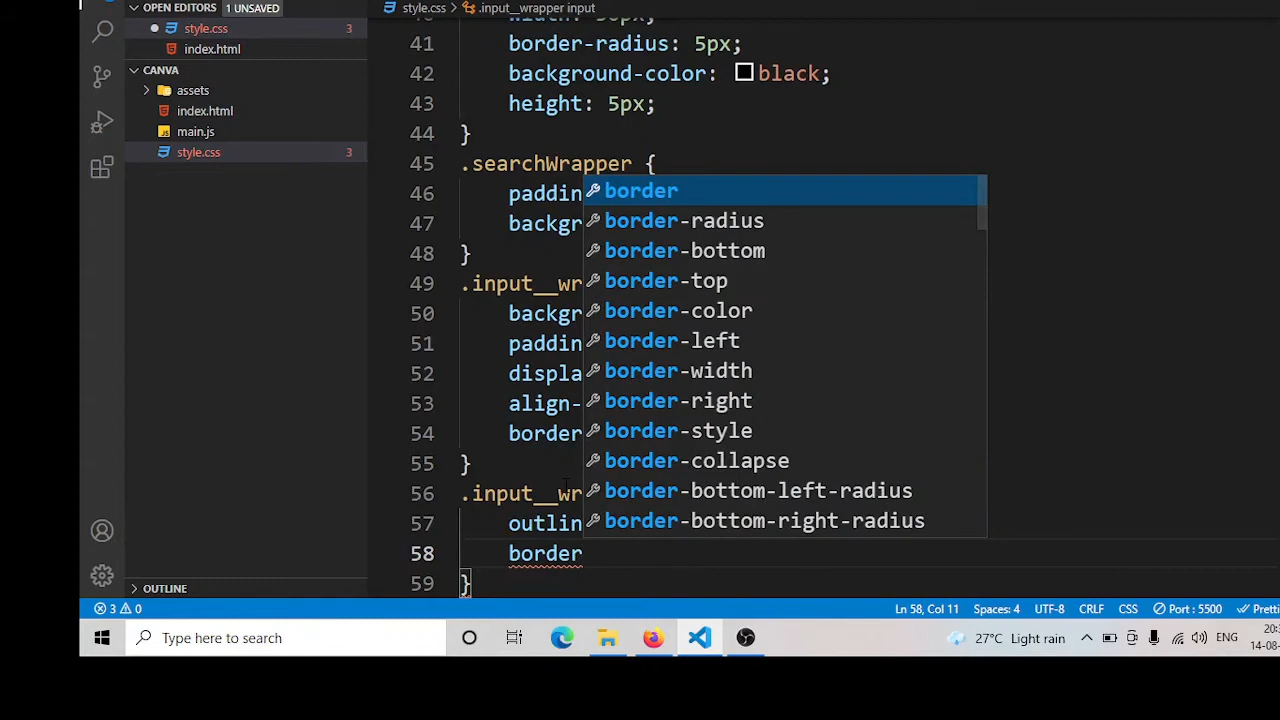 OPEN EDITORS 1 UNSAVED
style.css 3
index.html
CANVA
assets
index.html
main.js
style.css 3
OUTLINE
style.css > .input__wrapper input
41 border-radius: 5px;
42 background-color: black;
43 height: 5px;
44 }
45 .searchWrapper {
46 paddin
47 backgr
48 }
49 .input__wr
50 backgr
51 paddin
52 displa
53 align-
54 border
55 }
56 .input__wr
57 outlin
58 border
59 }
border
border-radius
border-bottom
border-top
border-color
border-left
border-width
border-right
border-style
border-collapse
border-bottom-left-radius
border-bottom-right-radius
3 0 Ln 58, Col 11 Spaces: 4 UTF-8 CRLF CSS Port : 5500 Pretti
Type here to search 27°C Light rain ENG
14-08-